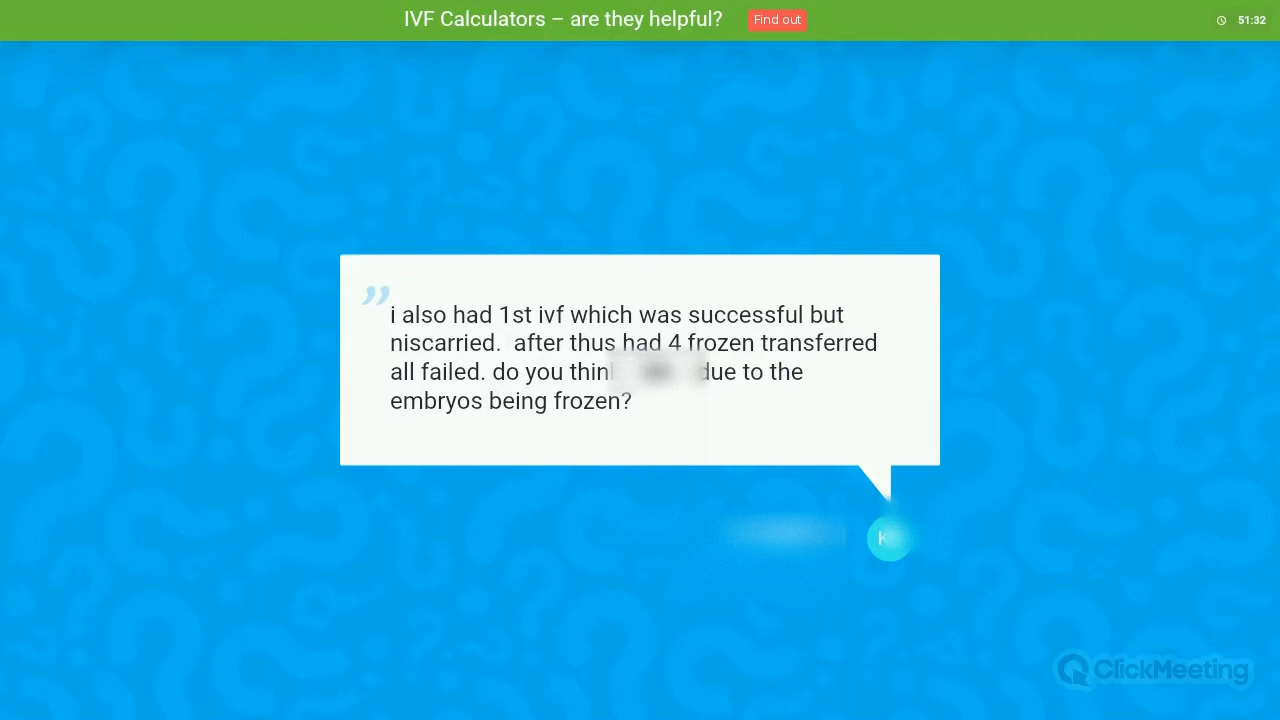 IVF Calculators – are they helpful?
Find out
51:32
”
i also had 1st ivf which was successful but
niscarried.  after thus had 4 frozen transferred
all failed. do you think due to the
embryos being frozen?
K
ClickMeeting